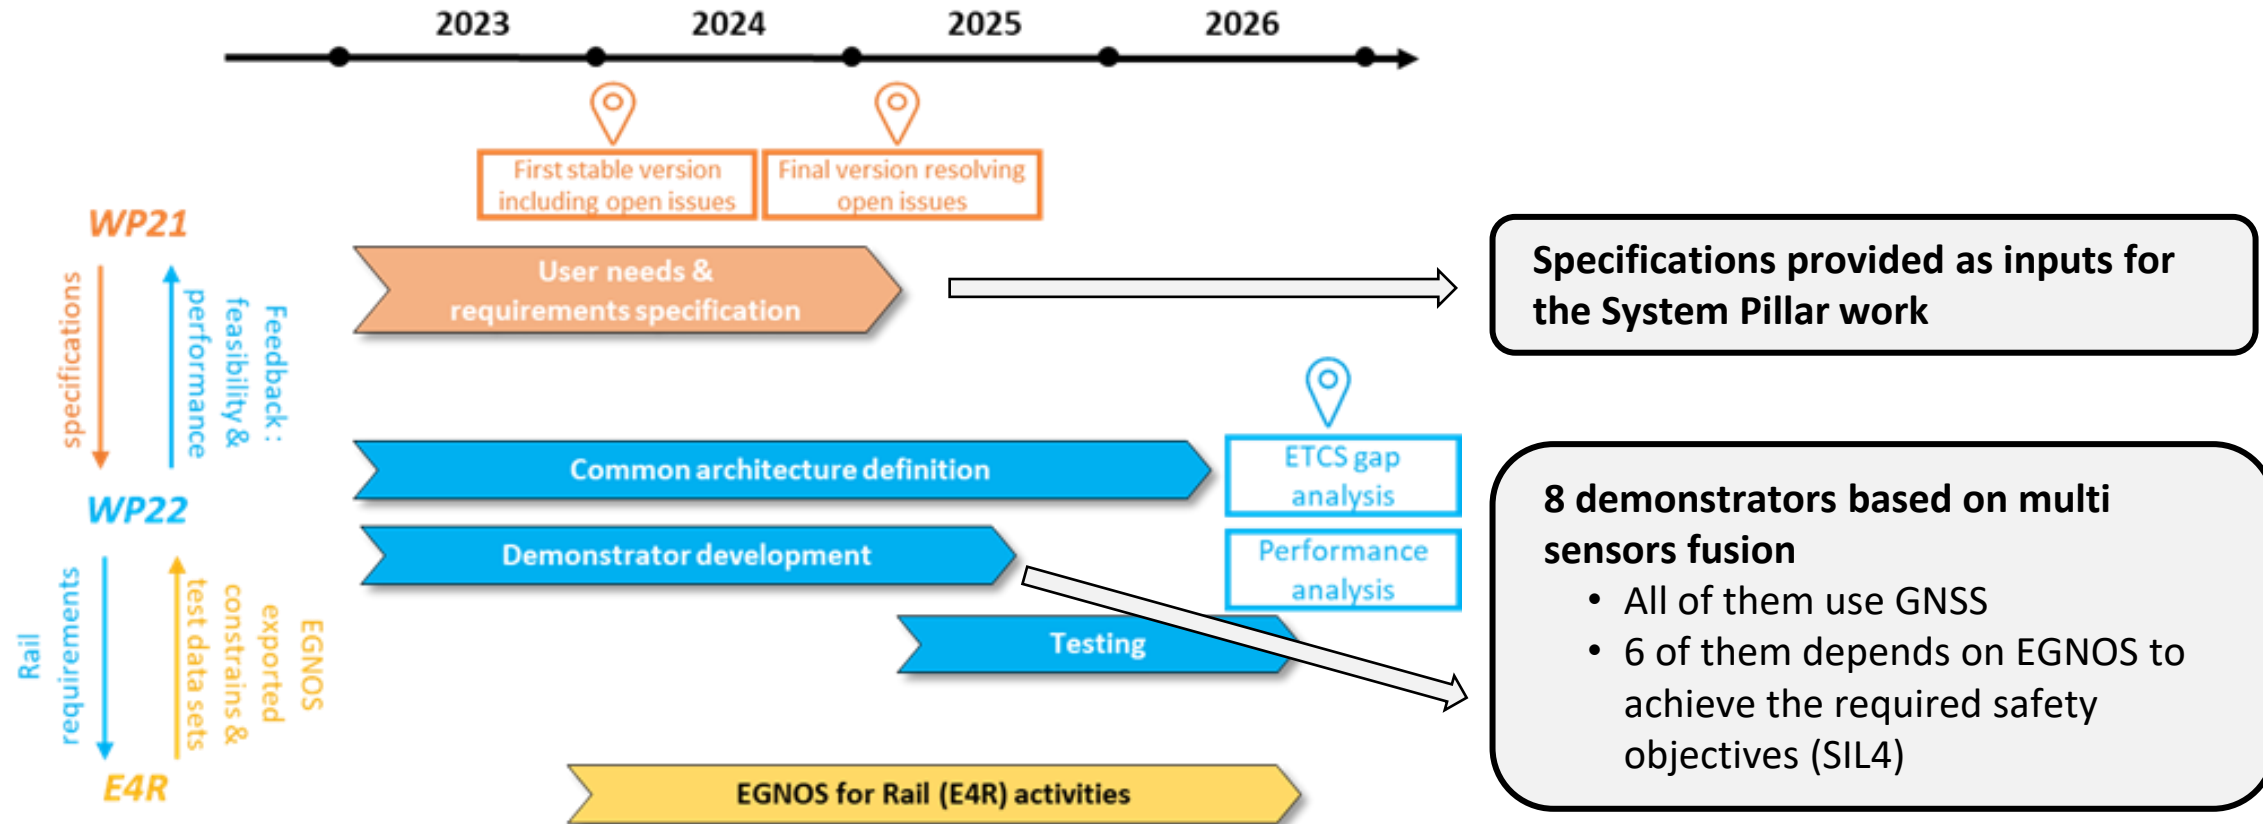 2023
2024
2025
2026
First stable version
including open issues
Final version resolving
open issues
WP21
specifications
Feedback :
feasibility &
performance
User needs &
requirements specification
Specifications provided as inputs for
the System Pillar work
WP22
Common architecture definition
ETCS gap
analysis
Demonstrator development
Performance
analysis
Testing
8 demonstrators based on multi
sensors fusion
• All of them use GNSS
• 6 of them depends on EGNOS to
achieve the required safety
objectives (SIL4)
Rail
requirements
EGNOS
exported
constrains &
test data sets
E4R
EGNOS for Rail (E4R) activities